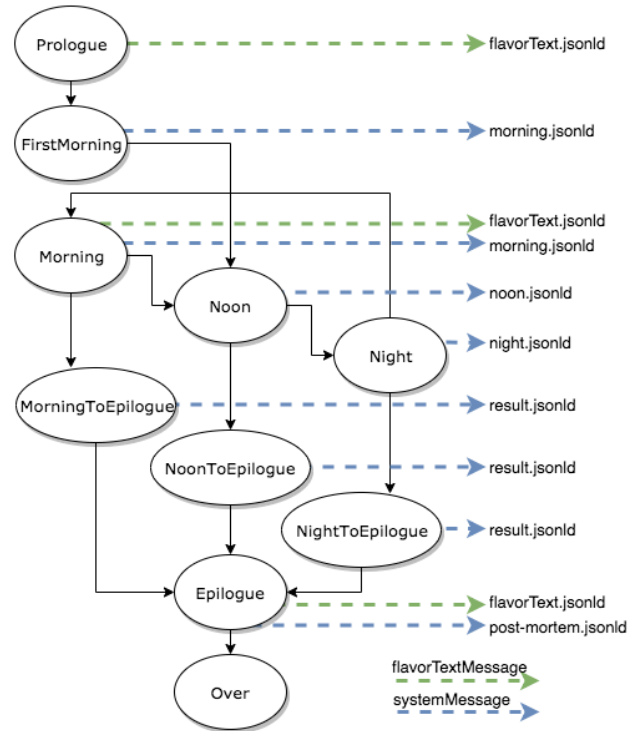 Prologue
flavorText.jsonld
FirstMorning
morning.jsonld
flavorText.jsonld
Morning
morning.jsonld
Noon
noon.jsonld
Night
night.jsonld
MorningToEpilogue
result.jsonld
NoonToEpilogue
result.jsonld
NightToEpilogue
result.jsonld
Epilogue
flavorText.jsonld
post-mortem.jsonld
flavorTextMessage
Over
systemMessage